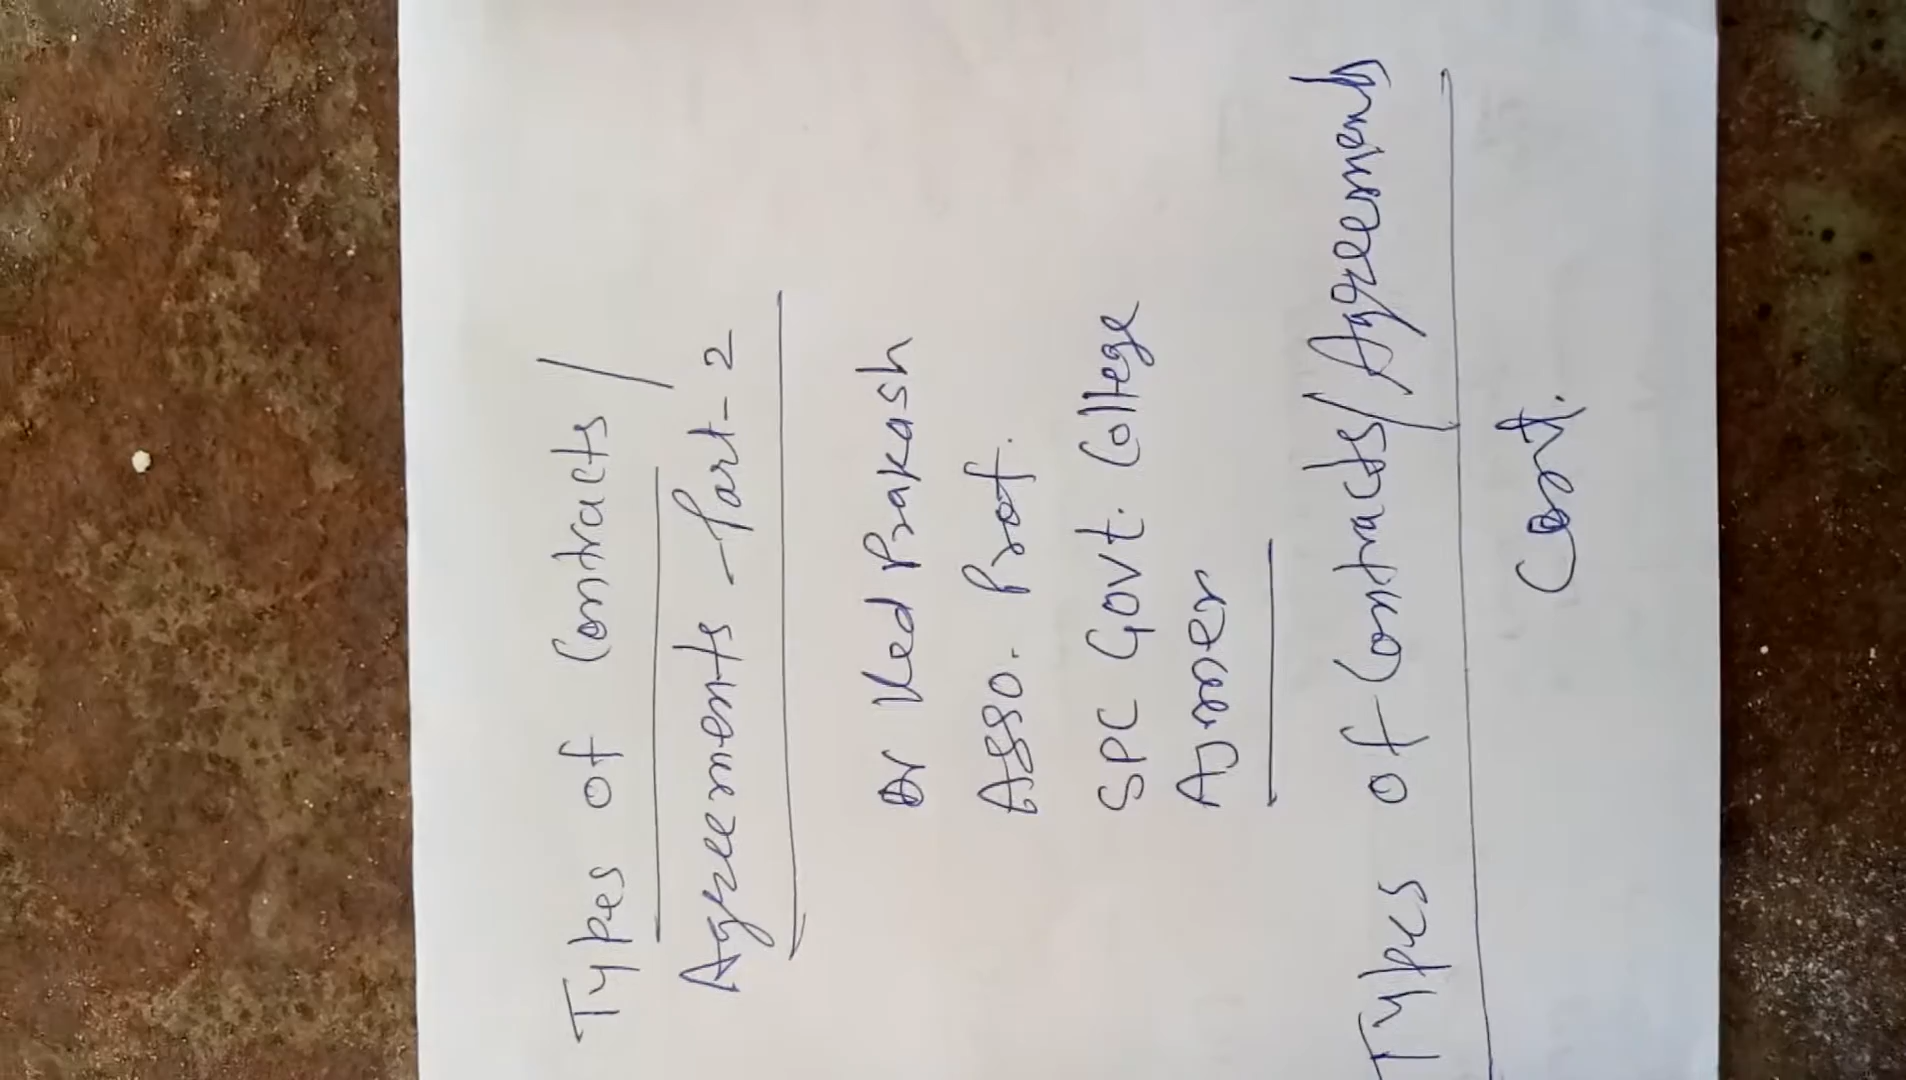 Types of Contracts/
Agreements - Part-2
Dr Ved Prakash
Asso. Prof.
SPC Govt. College
Ajmer
Types of Contracts/Agreements
Cont.